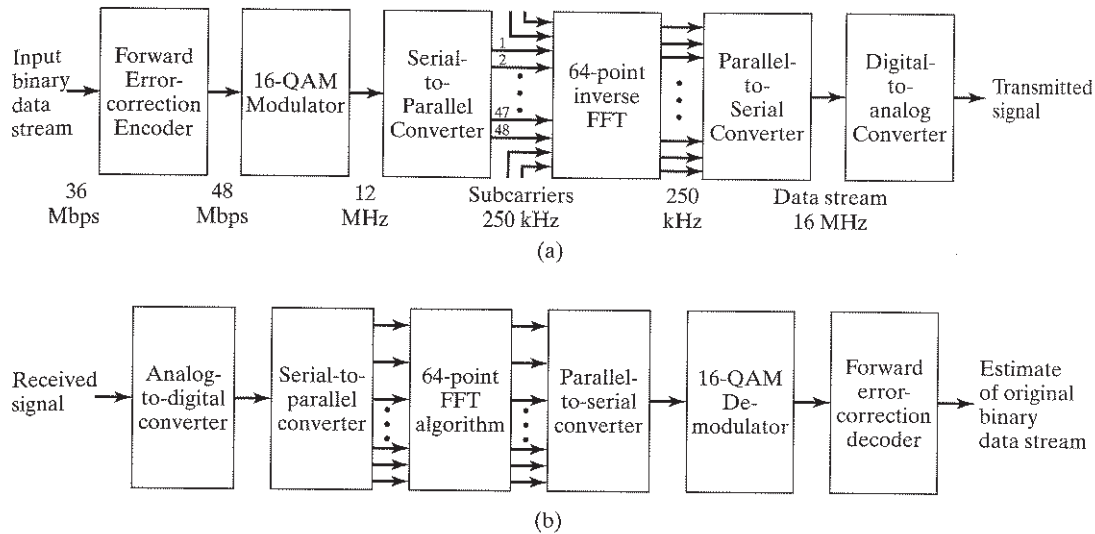 Input
binary
data
stream
Forward
Error-
correction
Encoder
16-QAM
Modulator
Serial-
to-
Parallel
Converter
1
2
47
48
64-point
inverse
FFT
Parallel-
to-
Serial
Converter
Digital-
to-
analog
Converter
Transmitted
signal
36
Mbps
48
Mbps
12
MHz
Subcarriers
250 kHz
250
kHz
Data stream
16 MHz
(a)
Received
signal
Analog-
to-digital
converter
Serial-to-
parallel
converter
64-point
FFT
algorithm
Parallel-
to-serial
converter
16-QAM
De-
modulator
Forward
error-
correction
decoder
Estimate
of original
binary
data stream
(b)